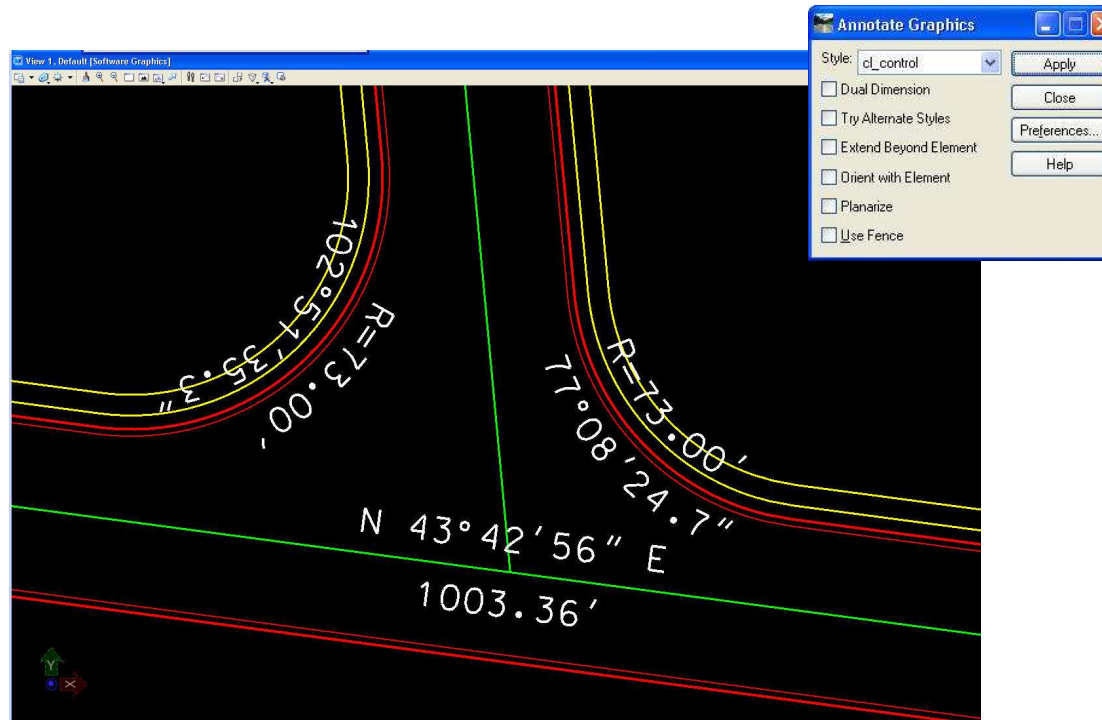 Annotate Graphics
Style: cl_control
Apply
Dual Dimension
Close
Try Alternate Styles
Preferences...
Extend Beyond Element
Help
Orient with Element
Planarize
Use Fence
View 1, Default [Software Graphics]
102°51'35.3"
R=73.00'
R=73.00'
77°08'24.7"
N 43°42'56" E
1003.36'
Y
X